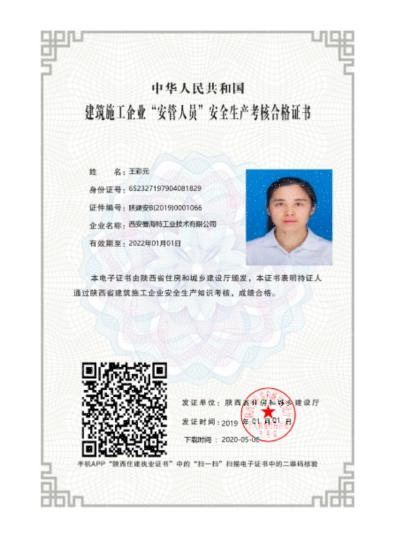 中华人民共和国
建筑施工企业“安管人员”安全生产考核合格证书
姓 名：王彩元
身份证号：652327197904081829
证件编号：陕建安B(2019)0001066
企业名称：西安普海特工业技术有限公司
有效期至：2022年01月01日
本电子证书由陕西省住房和城乡建设厅颁发，本证书表明持证人
通过陕西省建筑施工企业安全生产知识考核，成绩合格。
发证单位：陕西省住房和城乡建设厅
发证时间：2019 年01 月01 日
下载时间：2020-05-06
手机APP“陕西住建执业证书”中的“扫一扫”扫描电子证书中的二维码核验